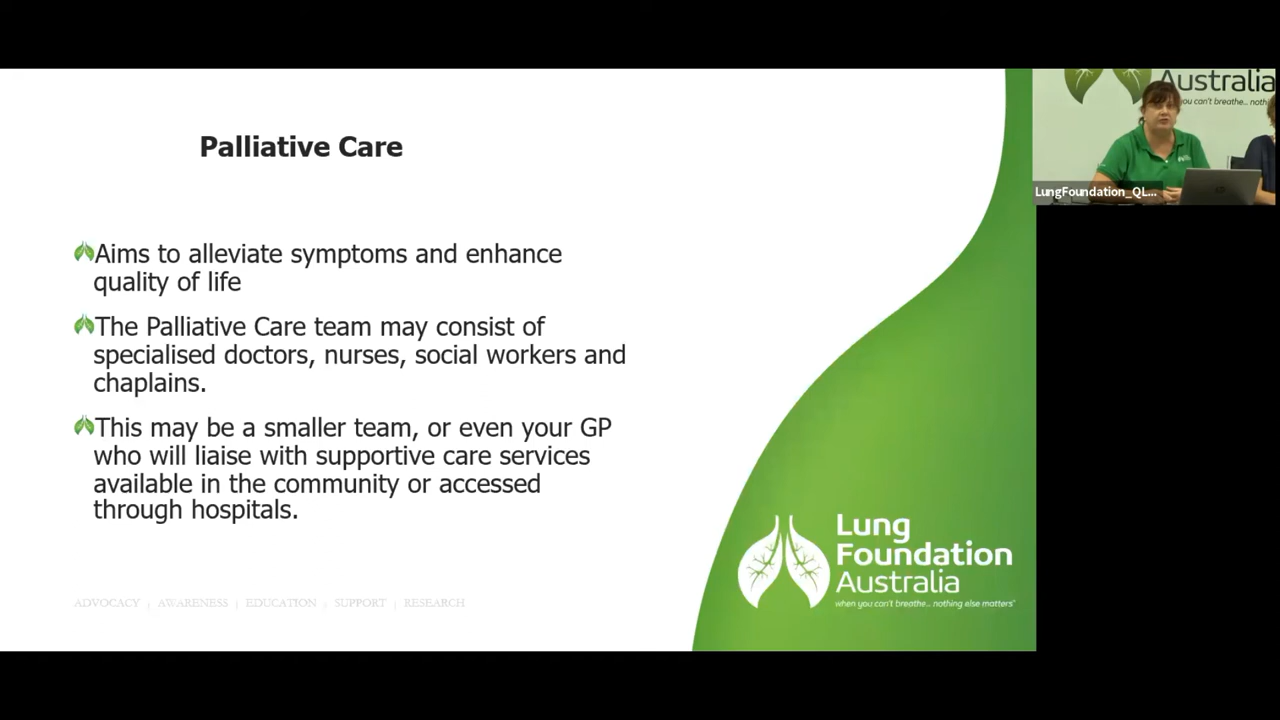 Palliative Care
Aims to alleviate symptoms and enhance
quality of life
The Palliative Care team may consist of
specialised doctors, nurses, social workers and
chaplains.
This may be a smaller team, or even your GP
who will liaise with supportive care services
available in the community or accessed
through hospitals.
ADVOCACY | AWARENESS | EDUCATION | SUPPORT | RESEARCH
Lung
Foundation
Australia
when you can't breathe... nothing else matters"
Australia
you can't breathe... nothi
LungFoundation_QL...